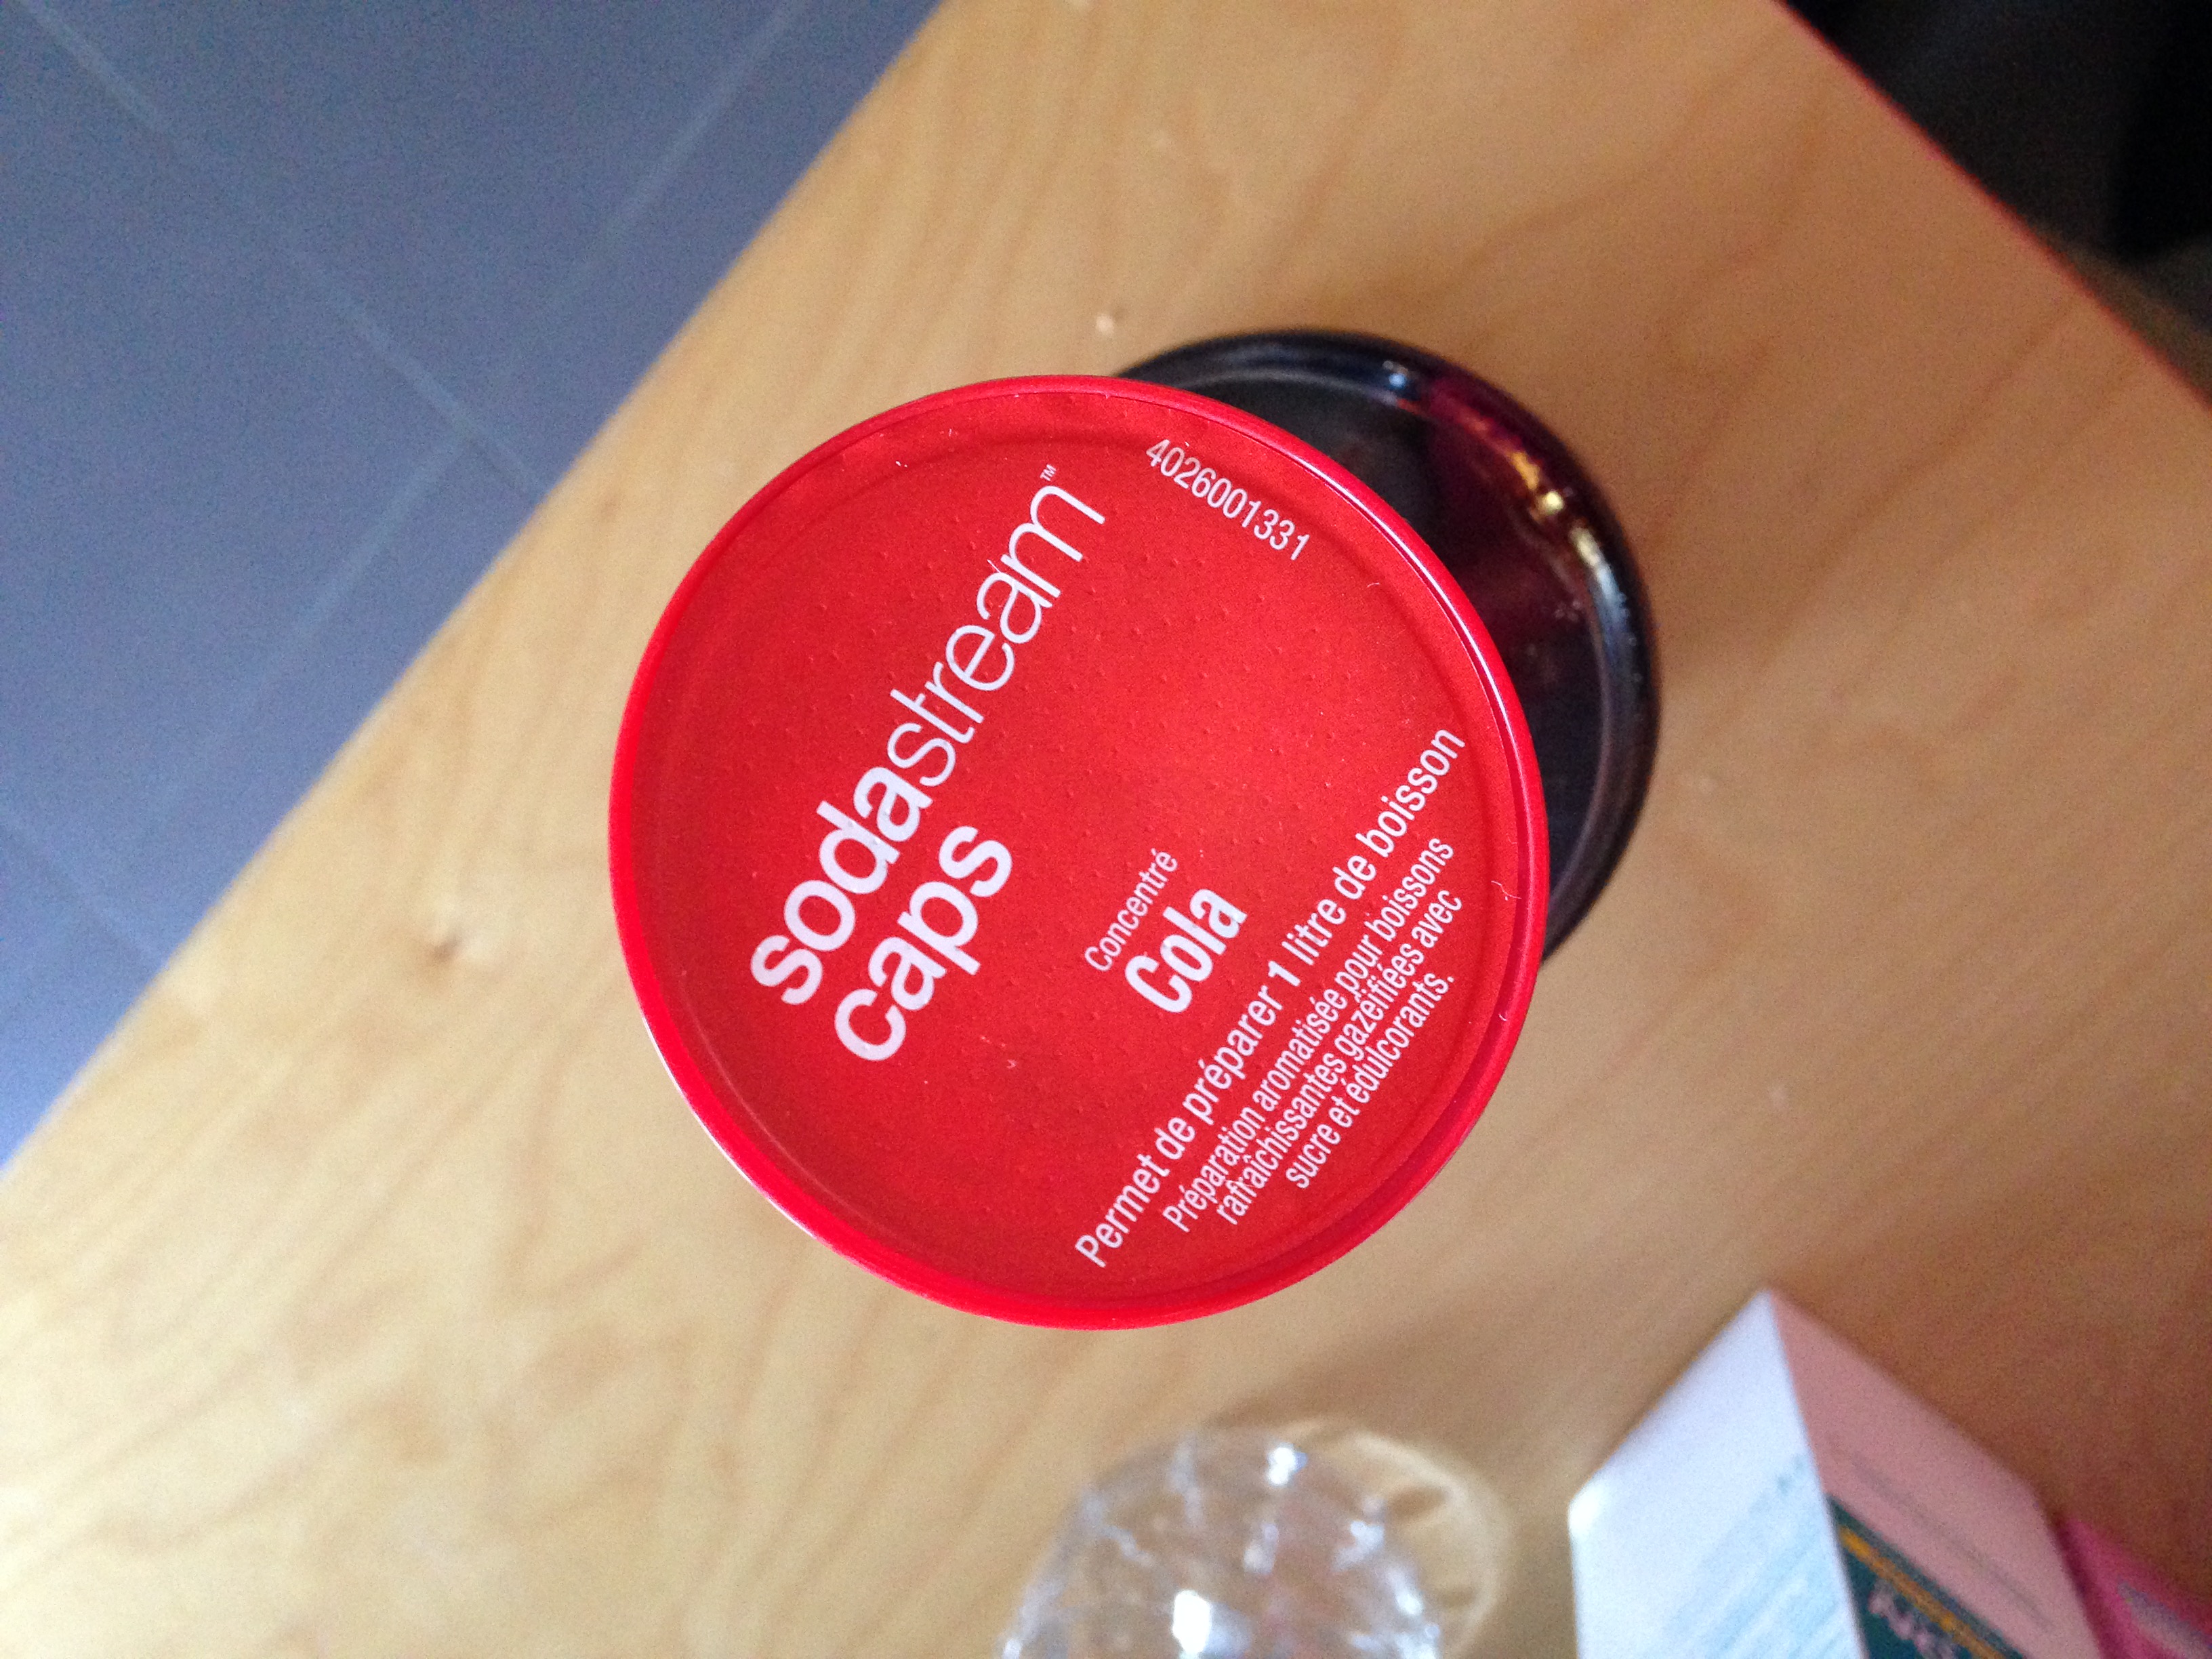 sodastream™
caps
4026001331
Concentré
Cola
Permet de préparer 1 litre de boisson
Préparation aromatisée pour boissons
rafraîchissantes gazéifiées avec
sucre et édulcorants.